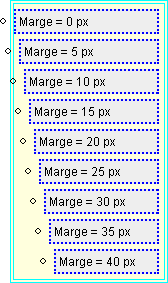 Marge = 0 px
Marge = 5 px
Marge = 10 px
Marge = 15 px
Marge = 20 px
Marge = 25 px
Marge = 30 px
Marge = 35 px
Marge = 40 px